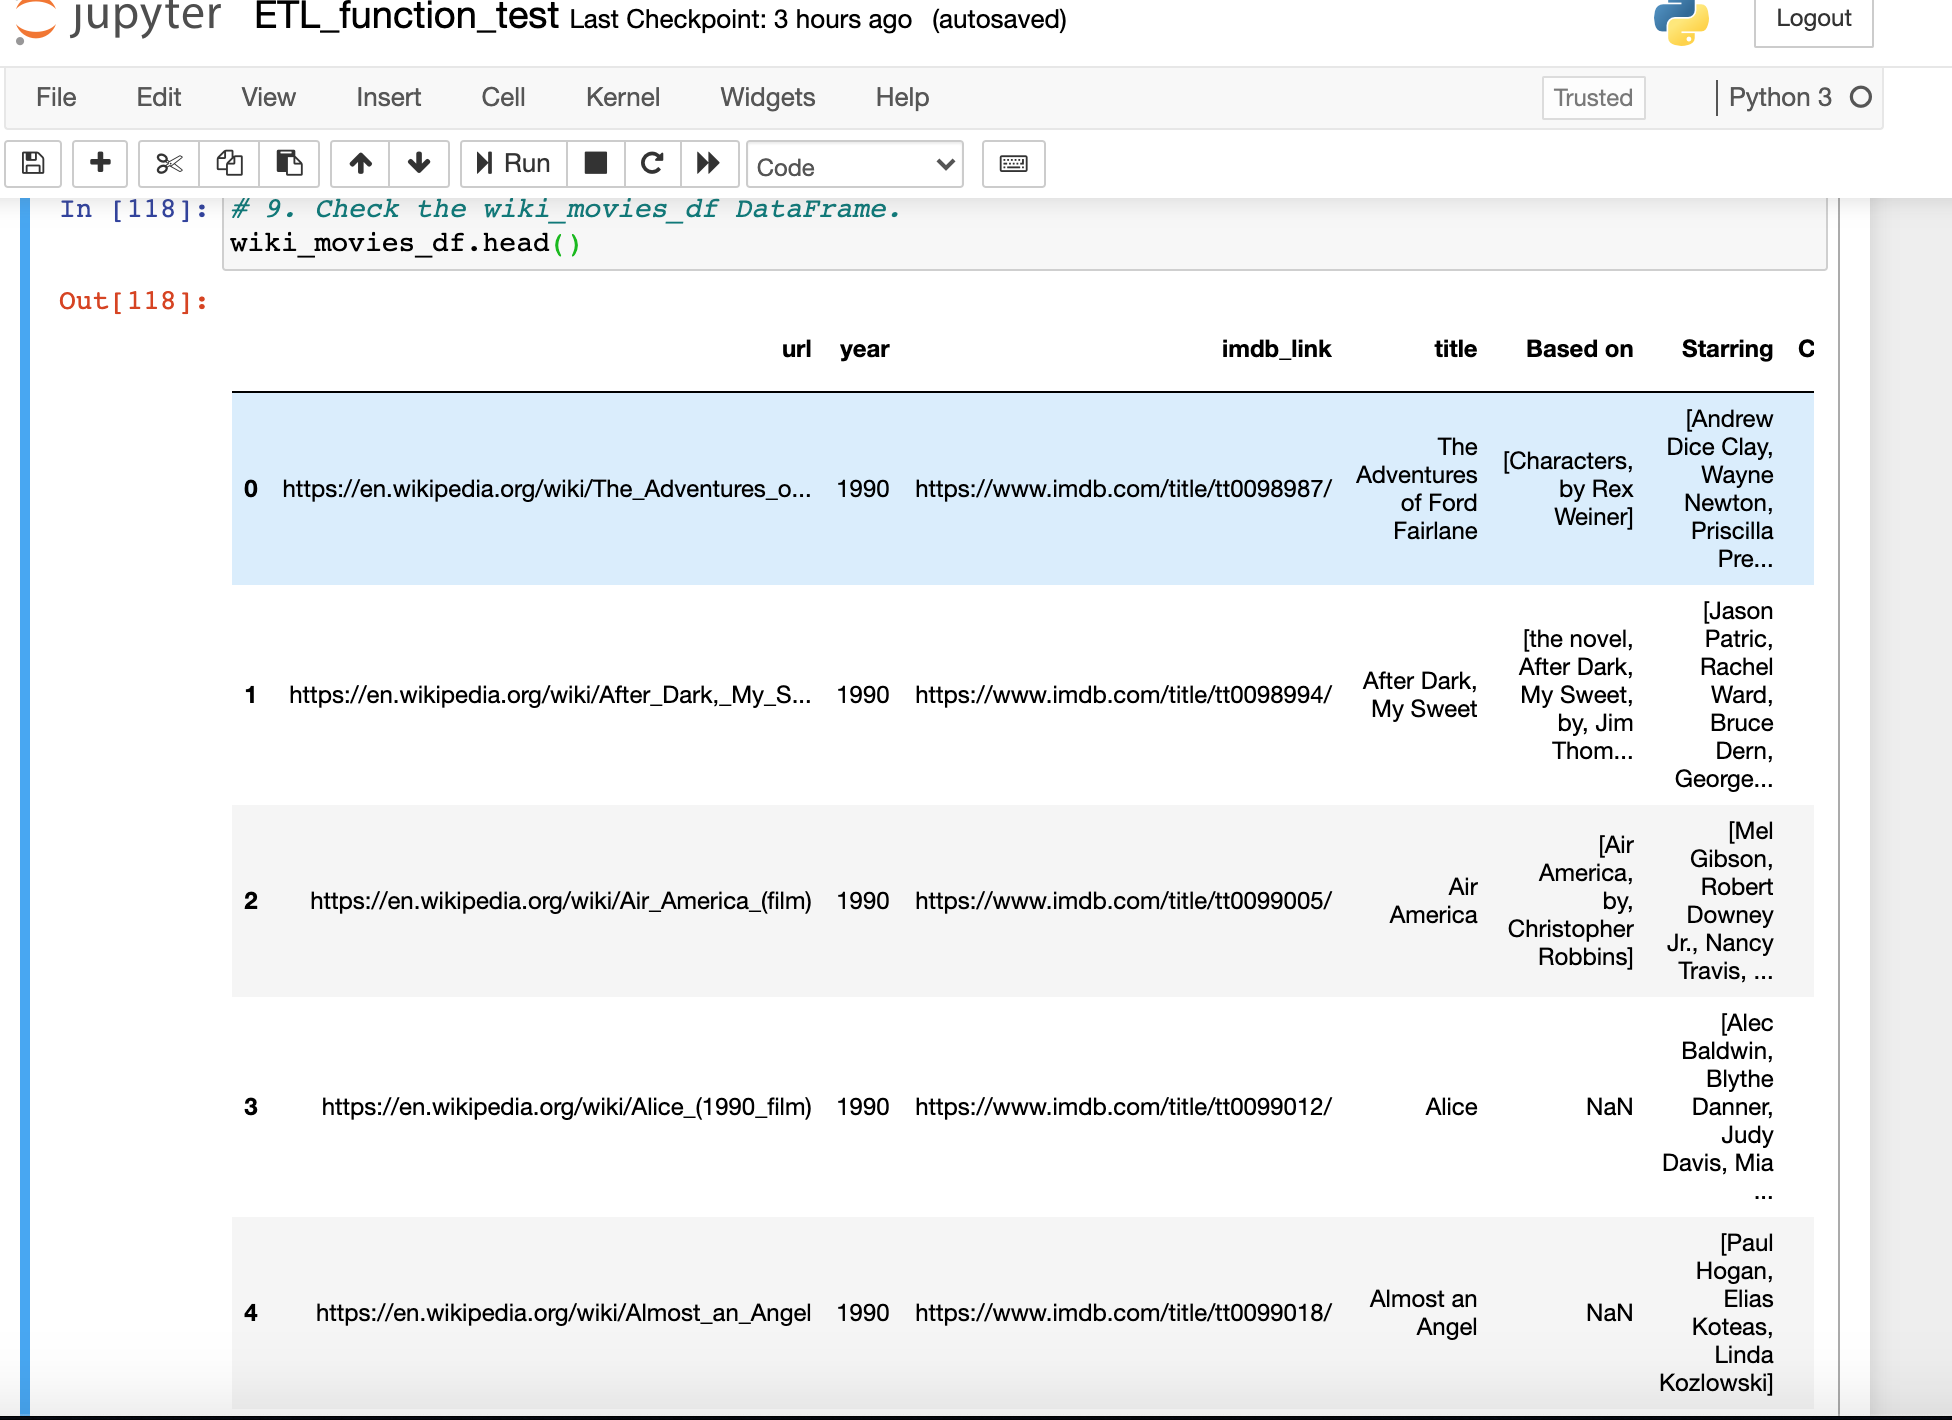 jupyter ETL_function_test Last Checkpoint: 3 hours ago (autosaved) Logout
File Edit View Insert Cell Kernel Widgets Help Trusted Python 3
Run Code
In [118]: # 9. Check the wiki_movies_df DataFrame.
wiki_movies_df.head()
Out[118]:
url year imdb_link title Based on Starring C
0 https://en.wikipedia.org/wiki/The_Adventures_o... 1990 https://www.imdb.com/title/tt0098987/
The
Adventures
of Ford
Fairlane
[Characters,
by Rex
Weiner]
[Andrew
Dice Clay,
Wayne
Newton,
Priscilla
Pre...
1 https://en.wikipedia.org/wiki/After_Dark,_My_S... 1990 https://www.imdb.com/title/tt0098994/
After Dark,
My Sweet
[the novel,
After Dark,
My Sweet,
by, Jim
Thom...
[Jason
Patric,
Rachel
Ward,
Bruce
Dern,
George...
2 https://en.wikipedia.org/wiki/Air_America_(film) 1990 https://www.imdb.com/title/tt0099005/
Air
America
[Air
America,
by,
Christopher
Robbins]
[Mel
Gibson,
Robert
Downey
Jr., Nancy
Travis, ...
3 https://en.wikipedia.org/wiki/Alice_(1990_film) 1990 https://www.imdb.com/title/tt0099012/
Alice
NaN
[Alec
Baldwin,
Blythe
Danner,
Judy
Davis, Mia
...
4 https://en.wikipedia.org/wiki/Almost_an_Angel 1990 https://www.imdb.com/title/tt0099018/
Almost an
Angel
NaN
[Paul
Hogan,
Elias
Koteas,
Linda
Kozlowski]